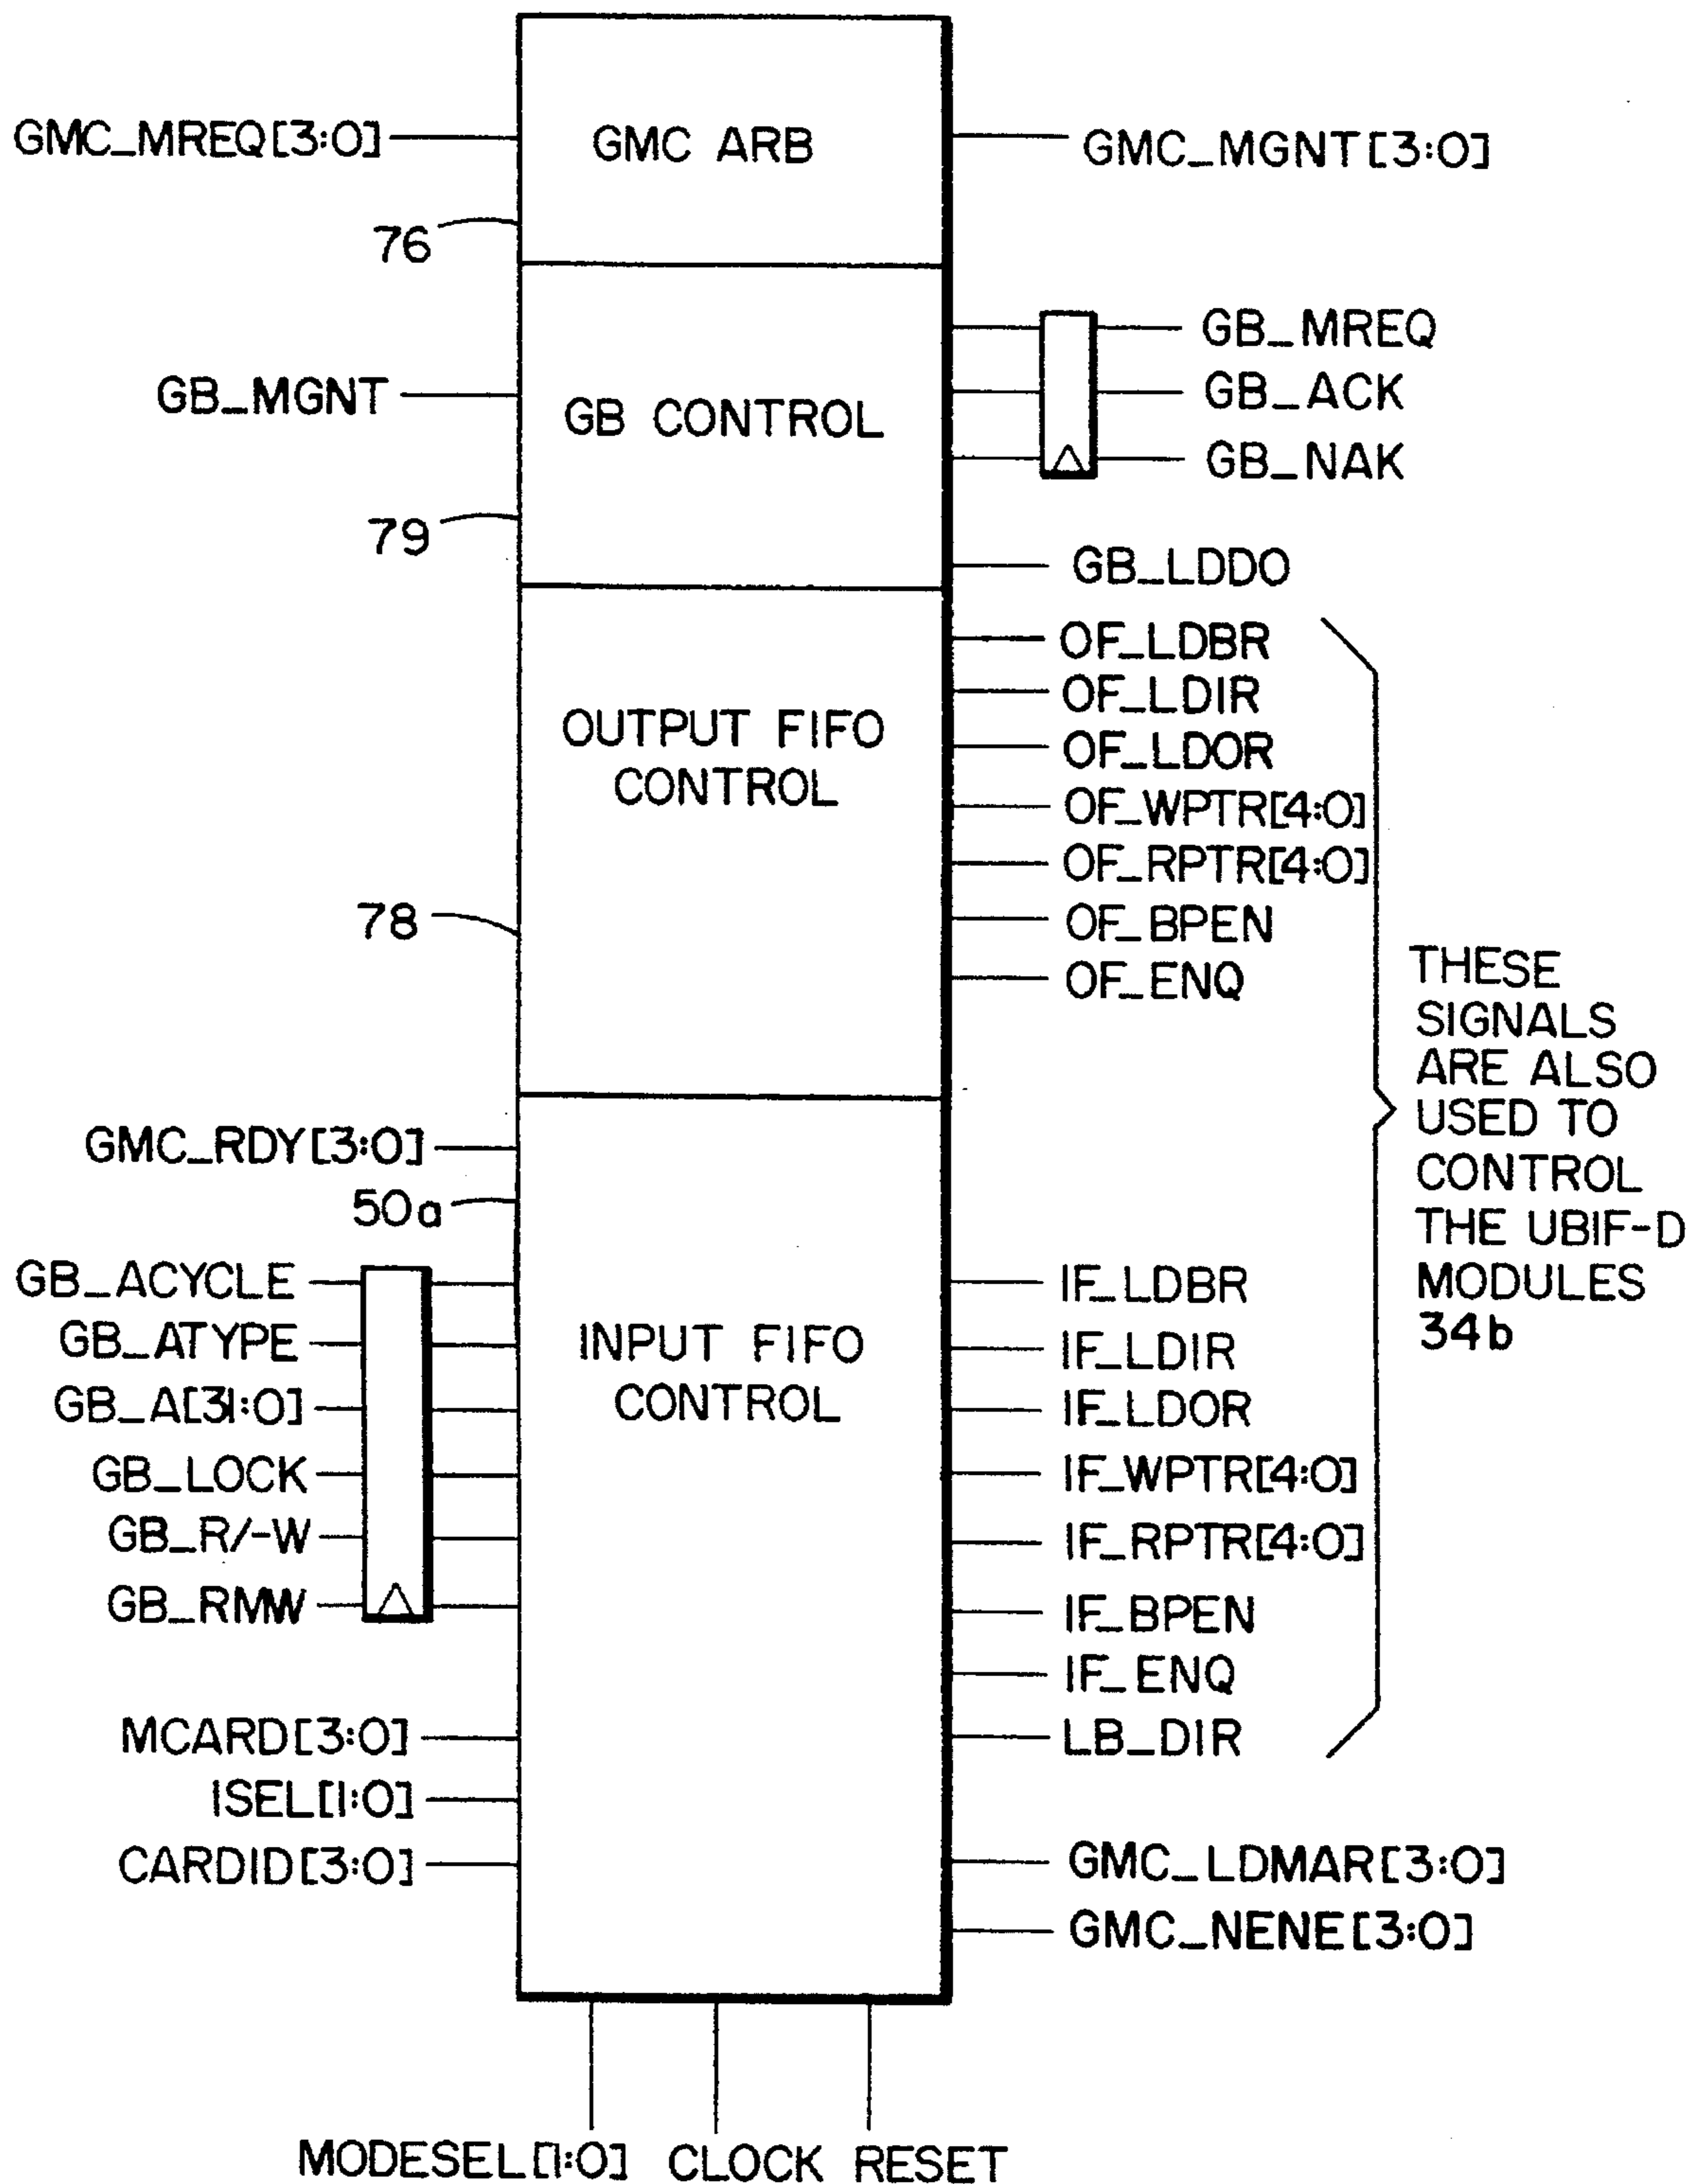 GMC_MREQ[3:0]
GMC ARB
GMC_MGNT[3:0]
76
GB_MREQ
GB_MGNT
GB CONTROL
GB_ACK
GB_NAK
79
GB_LDDO
OF_LDBR
OF_LDIR
OUTPUT FIFO
CONTROL
OF_LDOR
OF_WPTR[4:0]
OF_RPTR[4:0]
78
OF_BPEN
OF_ENQ
THESE
SIGNALS
ARE ALSO
USED TO
CONTROL
THE UBIF-D
MODULES
34b
GMC_RDY[3:0]
50a
GB_ACYCLE
GB_ATYPE
GB_A[31:0]
GB_LOCK
GB_R/-W
GB_RMW
INPUT FIFO
CONTROL
IF_LDBR
IF_LDIR
IF_LDOR
IF_WPTR[4:0]
IF_RPTR[4:0]
IF_BPEN
IF_ENQ
LB_DIR
MCARD[3:0]
ISEL[1:0]
CARDID[3:0]
GMC_LDMAR[3:0]
GMC_NENE[3:0]
MODESEL[1:0] CLOCK RESET